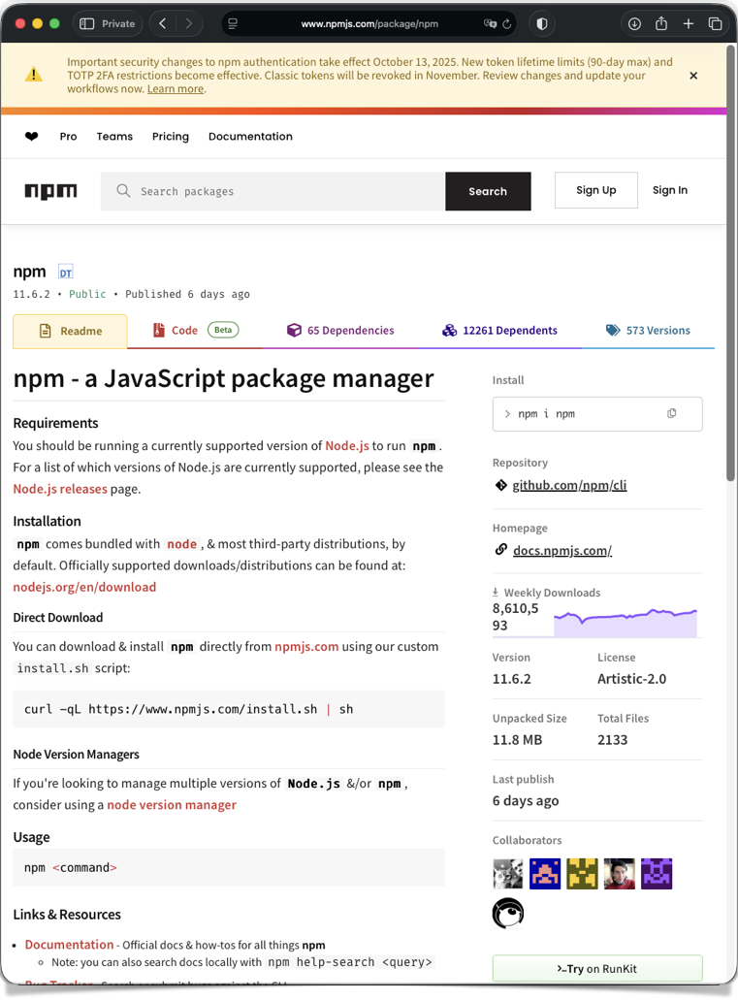 Private
www.npmjs.com/package/npm
Important security changes to npm authentication take effect October 13, 2025. New token lifetime limits (90-day max) and
TOTP 2FA restrictions become effective. Classic tokens will be revoked in November. Review changes and update your
workflows now. Learn more.
Pro Teams Pricing Documentation
npm Search packages Search Sign Up Sign In
npm DT
11.6.2 • Public • Published 6 days ago
Readme Code Beta 65 Dependencies 12261 Dependents 573 Versions
npm - a JavaScript package manager
Requirements
You should be running a currently supported version of Node.js to run npm.
For a list of which versions of Node.js are currently supported, please see the
Node.js releases page.
Installation
npm comes bundled with node, & most third-party distributions, by
default. Officially supported downloads/distributions can be found at:
nodejs.org/en/download
Direct Download
You can download & install npm directly from npmjs.com using our custom
install.sh script:
curl -qL https://www.npmjs.com/install.sh | sh
Node Version Managers
If you're looking to manage multiple versions of Node.js &/or npm,
consider using a node version manager
Usage
npm <command>
Links & Resources
• Documentation - Official docs & how-tos for all things npm
◦ Note: you can also search docs locally with npm help-search <query>
Install
> npm i npm
Repository
github.com/npm/cli
Homepage
docs.npmjs.com/
Weekly Downloads
8,610,5
93
Version License
11.6.2 Artistic-2.0
Unpacked Size Total Files
11.8 MB 2133
Last publish
6 days ago
Collaborators
>_Try on RunKit